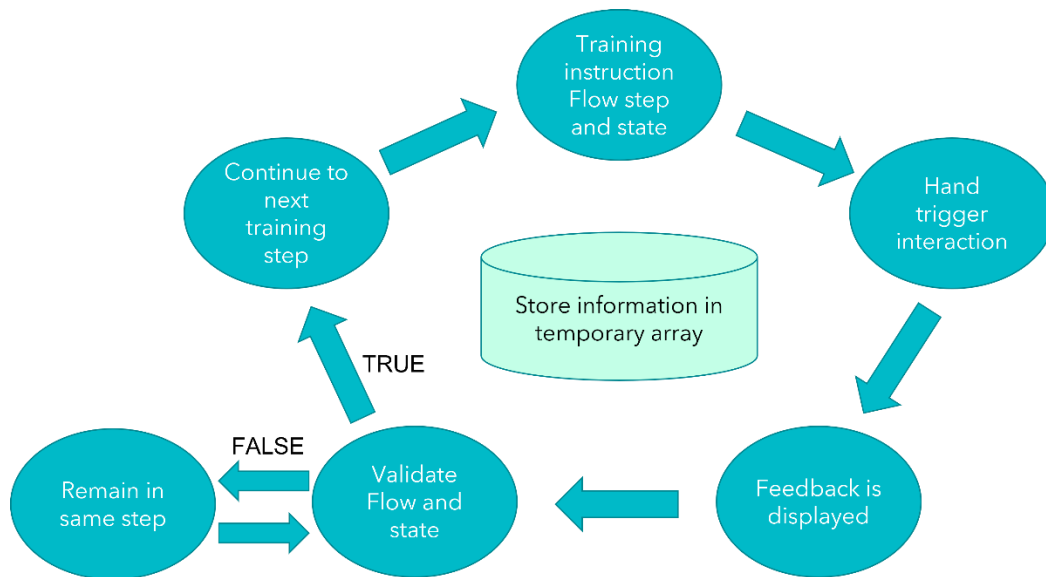 Training
instruction
Flow step
and state
Hand
trigger
interaction
Feedback is
displayed
Validate
Flow and
state
FALSE
Remain in
same step
TRUE
Continue to
next
training
step
Store information in
temporary array